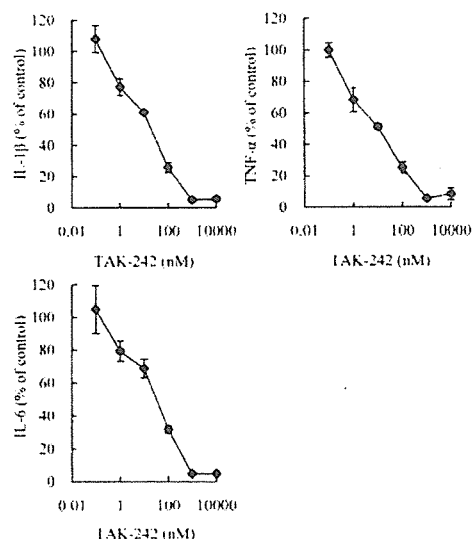 IL-1β (% of control)
120
100
80
60
40
20
0
0.01 1 100 10000
TAK-242 (nM)
TNF-α (% of control)
120
100
80
60
40
20
0
0.01 1 100 10000
TAK-242 (nM)
IL-6 (% of control)
120
100
80
60
40
20
0
0.01 1 100 10000
TAK-242 (nM)